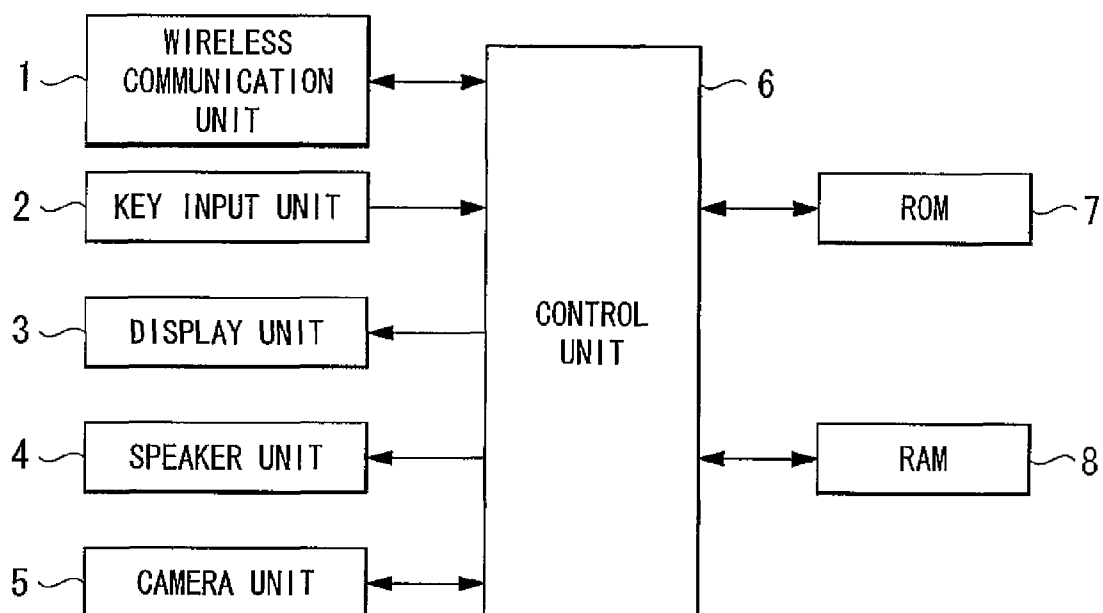 1
WIRELESS
COMMUNICATION
UNIT
2
KEY INPUT UNIT
3
DISPLAY UNIT
4
SPEAKER UNIT
5
CAMERA UNIT
6
CONTROL
UNIT
ROM
7
RAM
8